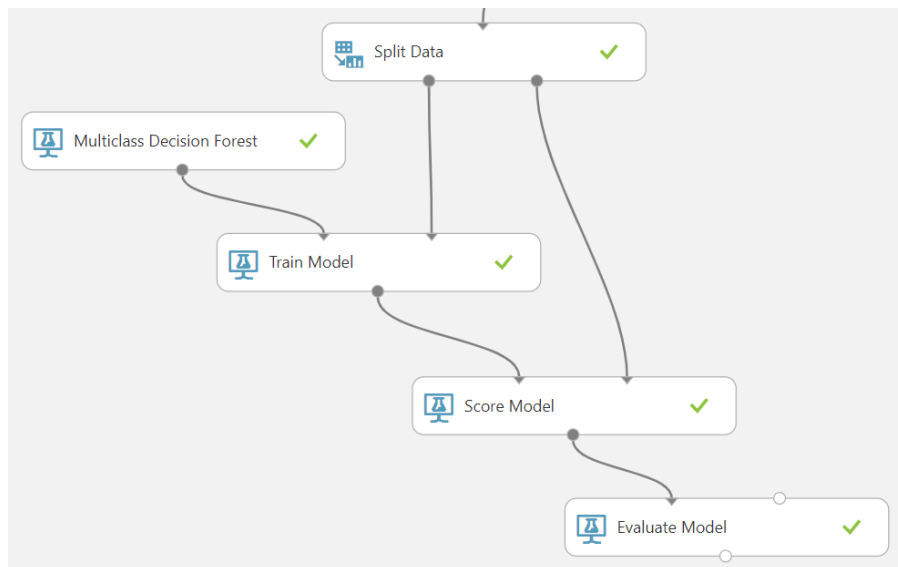 Split Data
Multiclass Decision Forest
Train Model
Score Model
Evaluate Model